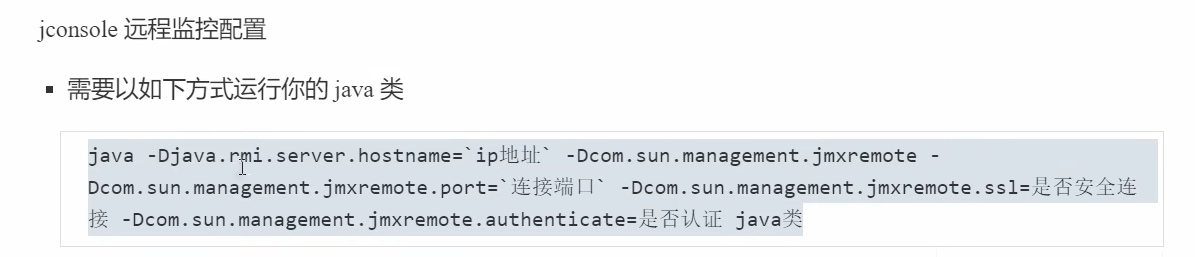 jconsole 远程监控配置
需要以如下方式运行你的 java 类
java -Djava.rmi.server.hostname=`ip地址` -Dcom.sun.management.jmxremote -
Dcom.sun.management.jmxremote.port=`连接端口` -Dcom.sun.management.jmxremote.ssl=是否安全连
接 -Dcom.sun.management.jmxremote.authenticate=是否认证 java类